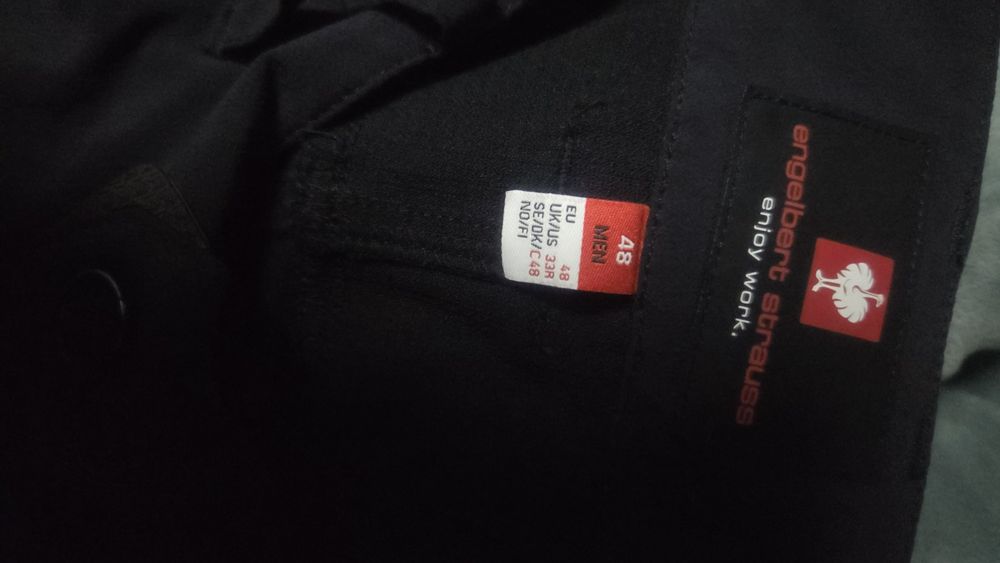 engelbert strauss
enjoy work.
48
MEN
EU 48
UK/US 33R
SE/DK/ C48
NO/FI